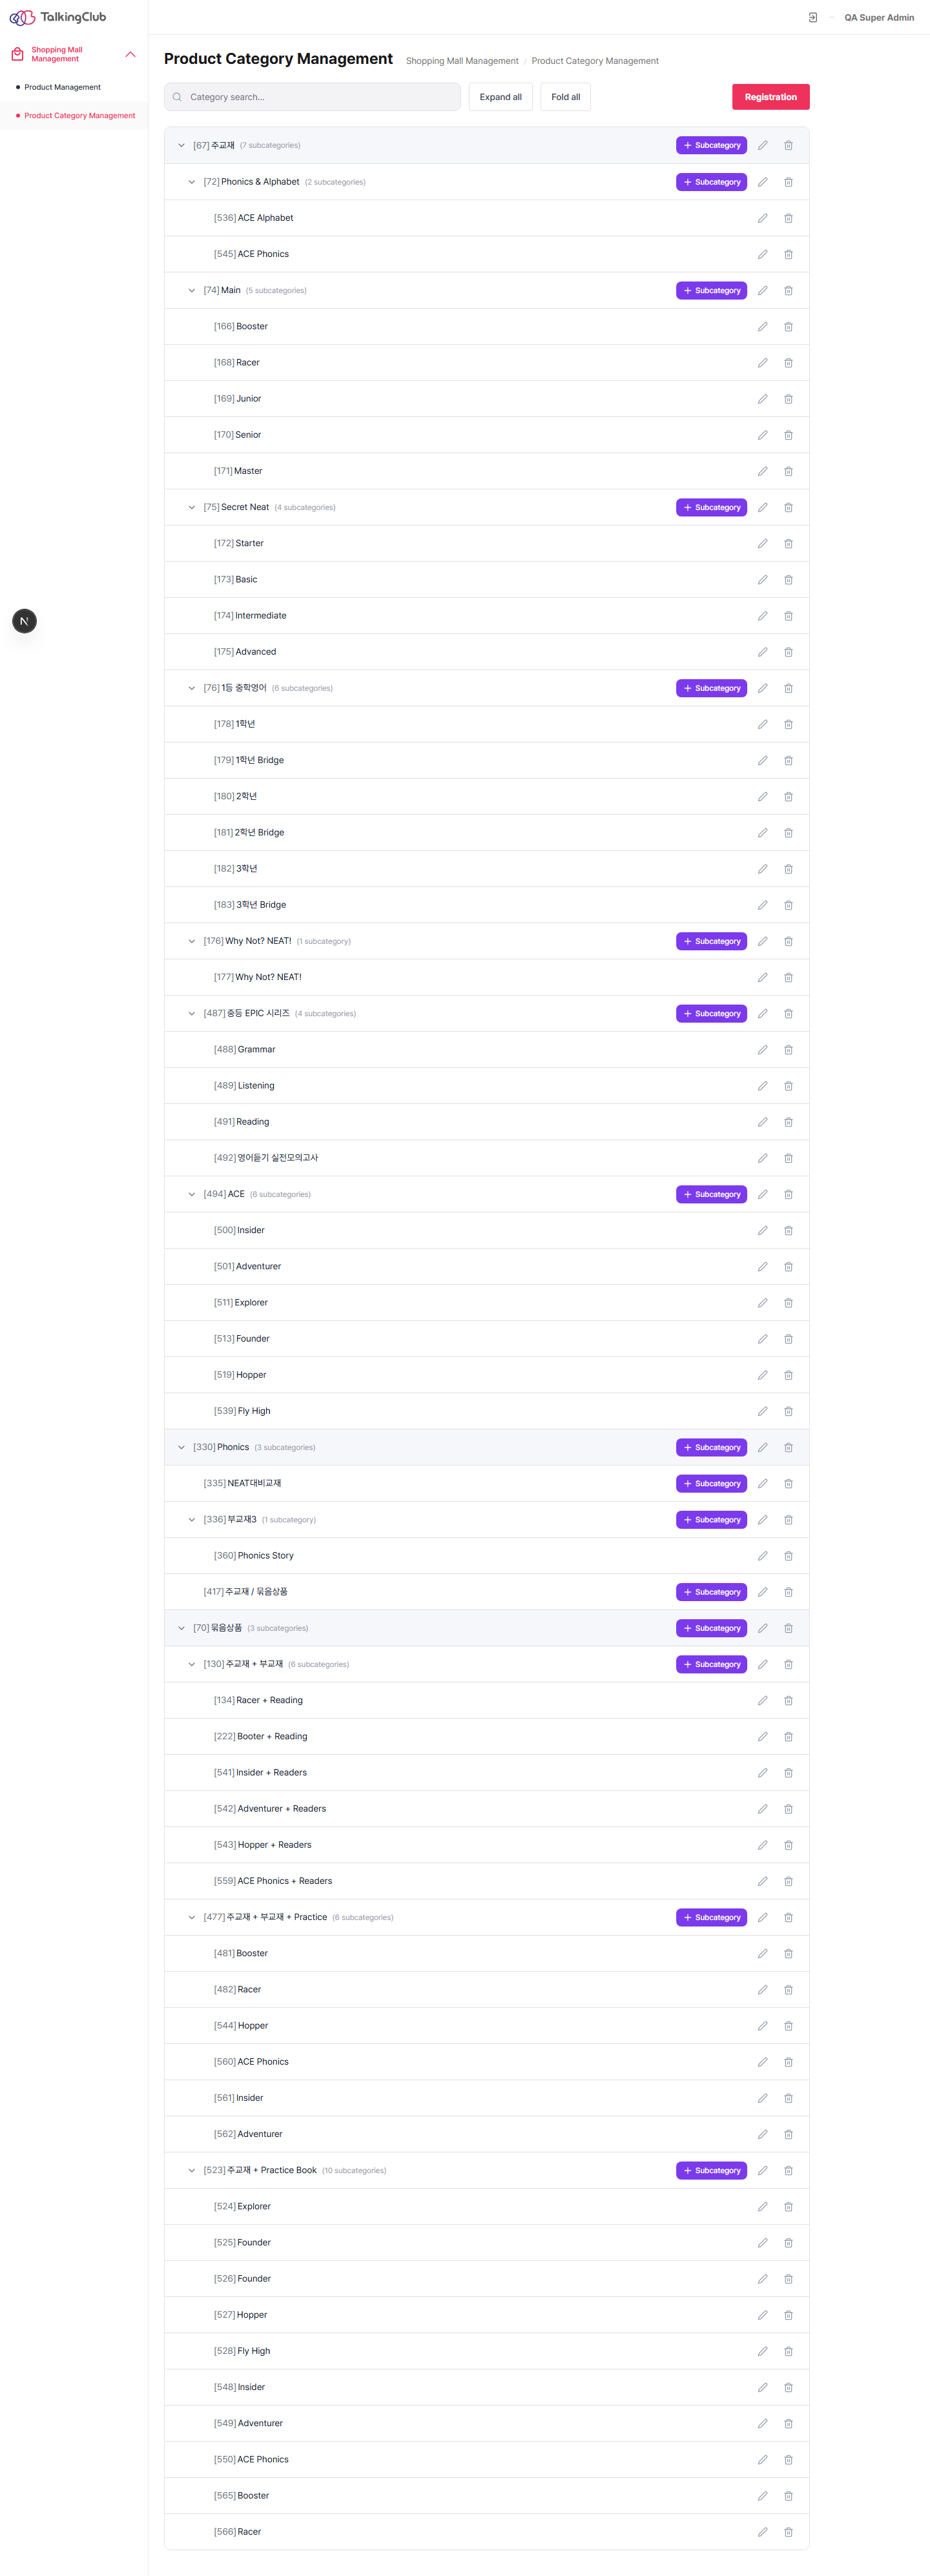 TalkingClub
QA Super Admin
Shopping Mall Management
Product Management
Product Category Management
Product Category Management
Shopping Mall Management / Product Category Management
Category search...
Expand all
Fold all
Registration
[67] 주교재 (7 subcategories) + Subcategory
[72] Phonics & Alphabet (2 subcategories) + Subcategory
[536] ACE Alphabet
[545] ACE Phonics
[74] Main (5 subcategories) + Subcategory
[166] Booster
[168] Racer
[169] Junior
[170] Senior
[171] Master
[75] Secret Neat (4 subcategories) + Subcategory
[172] Starter
[173] Basic
[174] Intermediate
[175] Advanced
[76] 1등 중학영어 (6 subcategories) + Subcategory
[178] 1학년
[179] 1학년 Bridge
[180] 2학년
[181] 2학년 Bridge
[182] 3학년
[183] 3학년 Bridge
[176] Why Not? NEAT! (1 subcategory) + Subcategory
[177] Why Not? NEAT!
[487] 중등 EPIC 시리즈 (4 subcategories) + Subcategory
[488] Grammar
[489] Listening
[491] Reading
[492] 영어듣기 실전모의고사
[494] ACE (6 subcategories) + Subcategory
[500] Insider
[501] Adventurer
[511] Explorer
[513] Founder
[519] Hopper
[539] Fly High
[330] Phonics (3 subcategories) + Subcategory
[335] NEAT대비교재 + Subcategory
[336] 부교재3 (1 subcategory) + Subcategory
[360] Phonics Story
[417] 주교재 / 묶음상품 + Subcategory
[70] 묶음상품 (3 subcategories) + Subcategory
[130] 주교재 + 부교재 (6 subcategories) + Subcategory
[134] Racer + Reading
[222] Booter + Reading
[541] Insider + Readers
[542] Adventurer + Readers
[543] Hopper + Readers
[559] ACE Phonics + Readers
[477] 주교재 + 부교재 + Practice (6 subcategories) + Subcategory
[481] Booster
[482] Racer
[544] Hopper
[560] ACE Phonics
[561] Insider
[562] Adventurer
[523] 주교재 + Practice Book (10 subcategories) + Subcategory
[524] Explorer
[525] Founder
[526] Founder
[527] Hopper
[528] Fly High
[548] Insider
[549] Adventurer
[550] ACE Phonics
[565] Booster
[566] Racer